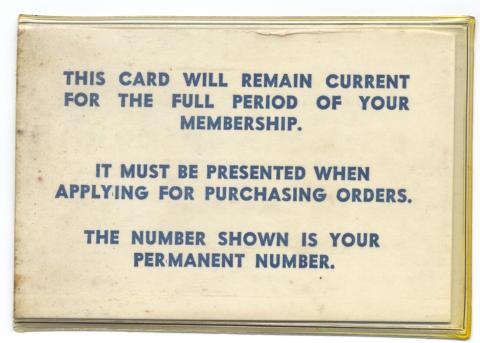 THIS CARD WILL REMAIN CURRENT
FOR THE FULL PERIOD OF YOUR
MEMBERSHIP.
IT MUST BE PRESENTED WHEN
APPLYING FOR PURCHASING ORDERS.
THE NUMBER SHOWN IS YOUR
PERMANENT NUMBER.